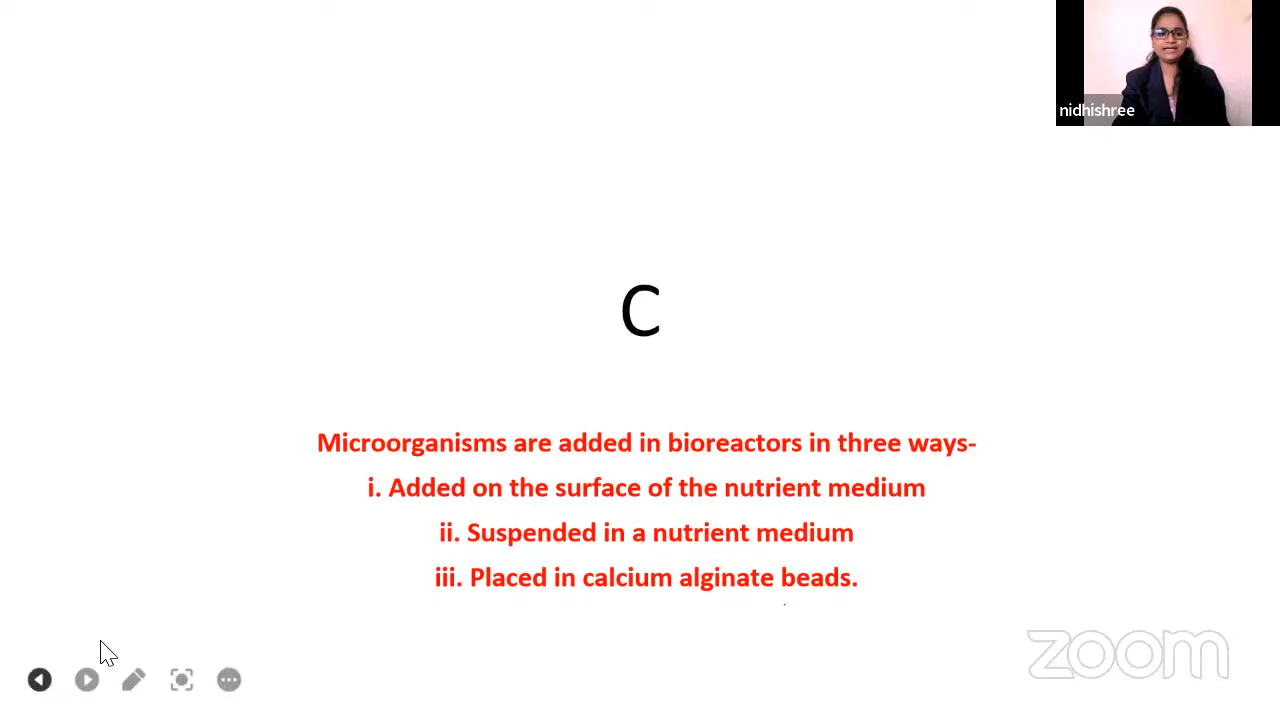 nidhishree
C
Microorganisms are added in bioreactors in three ways-
i. Added on the surface of the nutrient medium
ii. Suspended in a nutrient medium
iii. Placed in calcium alginate beads.
zoom